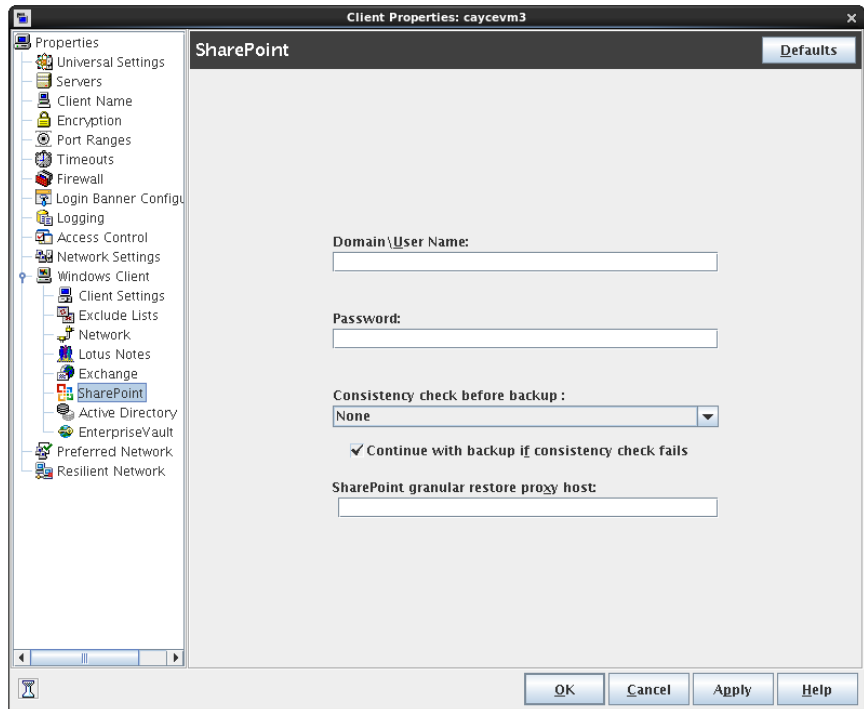 Client Properties: caycevm3
Properties
Universal Settings
Servers
Client Name
Encryption
Port Ranges
Timeouts
Firewall
Login Banner Configu
Logging
Access Control
Network Settings
Windows Client
Client Settings
Exclude Lists
Network
Lotus Notes
Exchange
SharePoint
Active Directory
EnterpriseVault
Preferred Network
Resilient Network
SharePoint
Defaults
Domain\User Name:
Password:
Consistency check before backup :
None
Continue with backup if consistency check fails
SharePoint granular restore proxy host:
OK
Cancel
Apply
Help